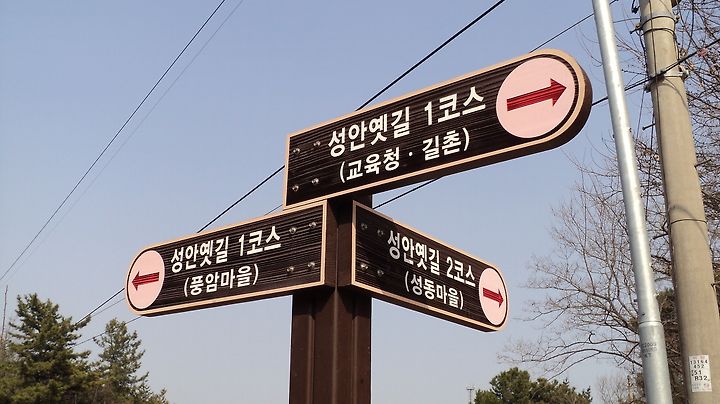 성안옛길 1코스
(교육청·길촌)
성안옛길 1코스
(풍암마을)
성안옛길 2코스
(성동마을)